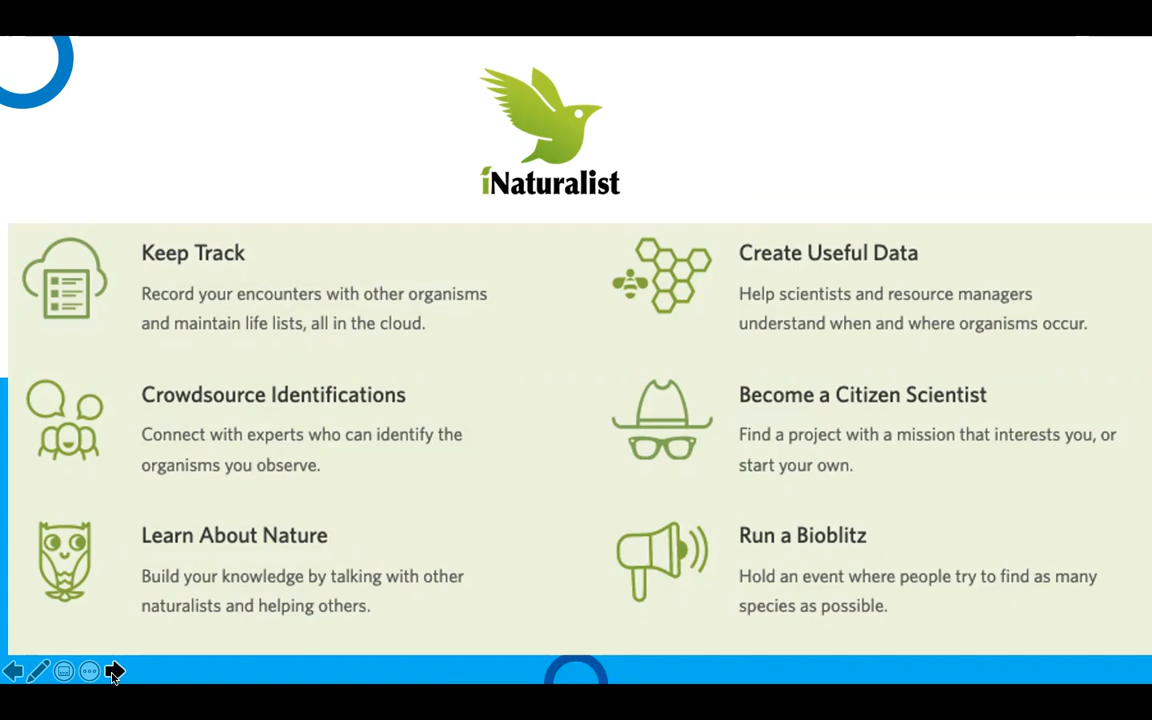 iNaturalist
Keep Track
Record your encounters with other organisms
and maintain life lists, all in the cloud.
Crowdsource Identifications
Connect with experts who can identify the
organisms you observe.
Learn About Nature
Build your knowledge by talking with other
naturalists and helping others.
Create Useful Data
Help scientists and resource managers
understand when and where organisms occur.
Become a Citizen Scientist
Find a project with a mission that interests you, or
start your own.
Run a Bioblitz
Hold an event where people try to find as many
species as possible.